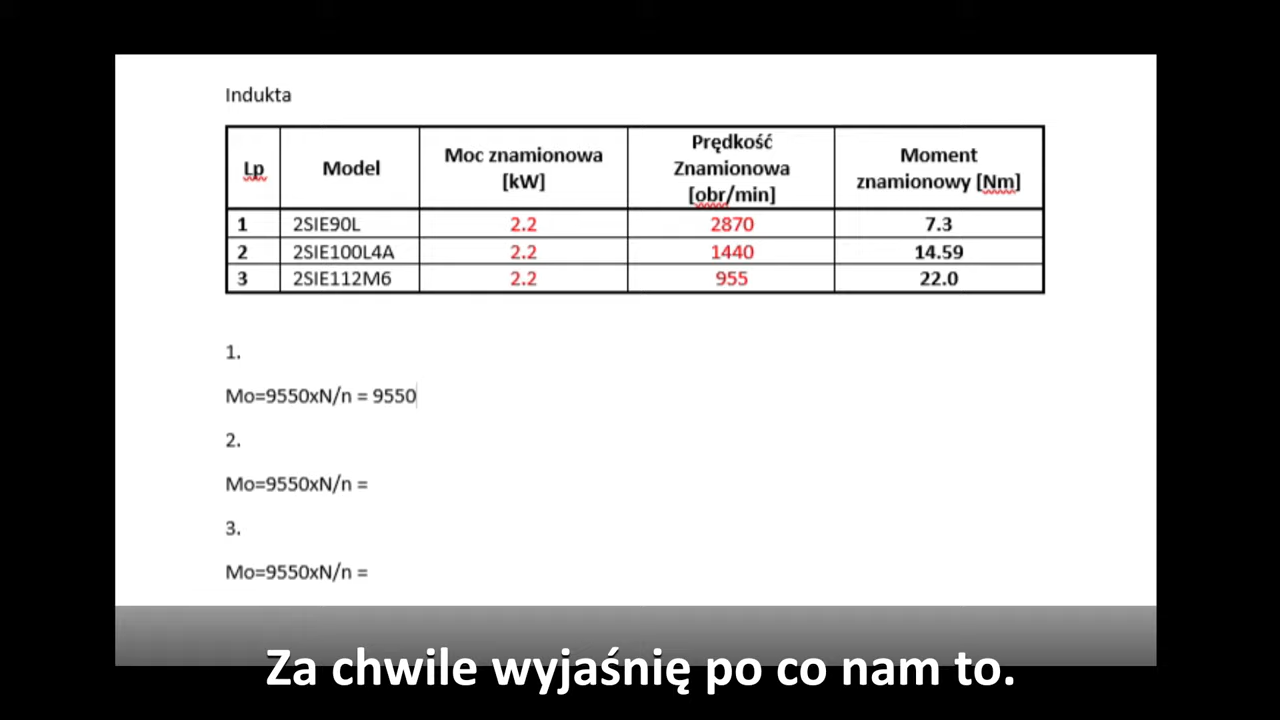 Indukta
Lp Model Moc znamionowa [kW] Prędkość Znamionowa [obr/min] Moment znamionowy [Nm]
1 2SIE90L 2.2 2870 7.3
2 2SIE100L4A 2.2 1440 14.59
3 2SIE112M6 2.2 955 22.0
1.
Mo=9550xN/n = 9550
2.
Mo=9550xN/n =
3.
Mo=9550xN/n =
Za chwile wyjaśnię po co nam to.